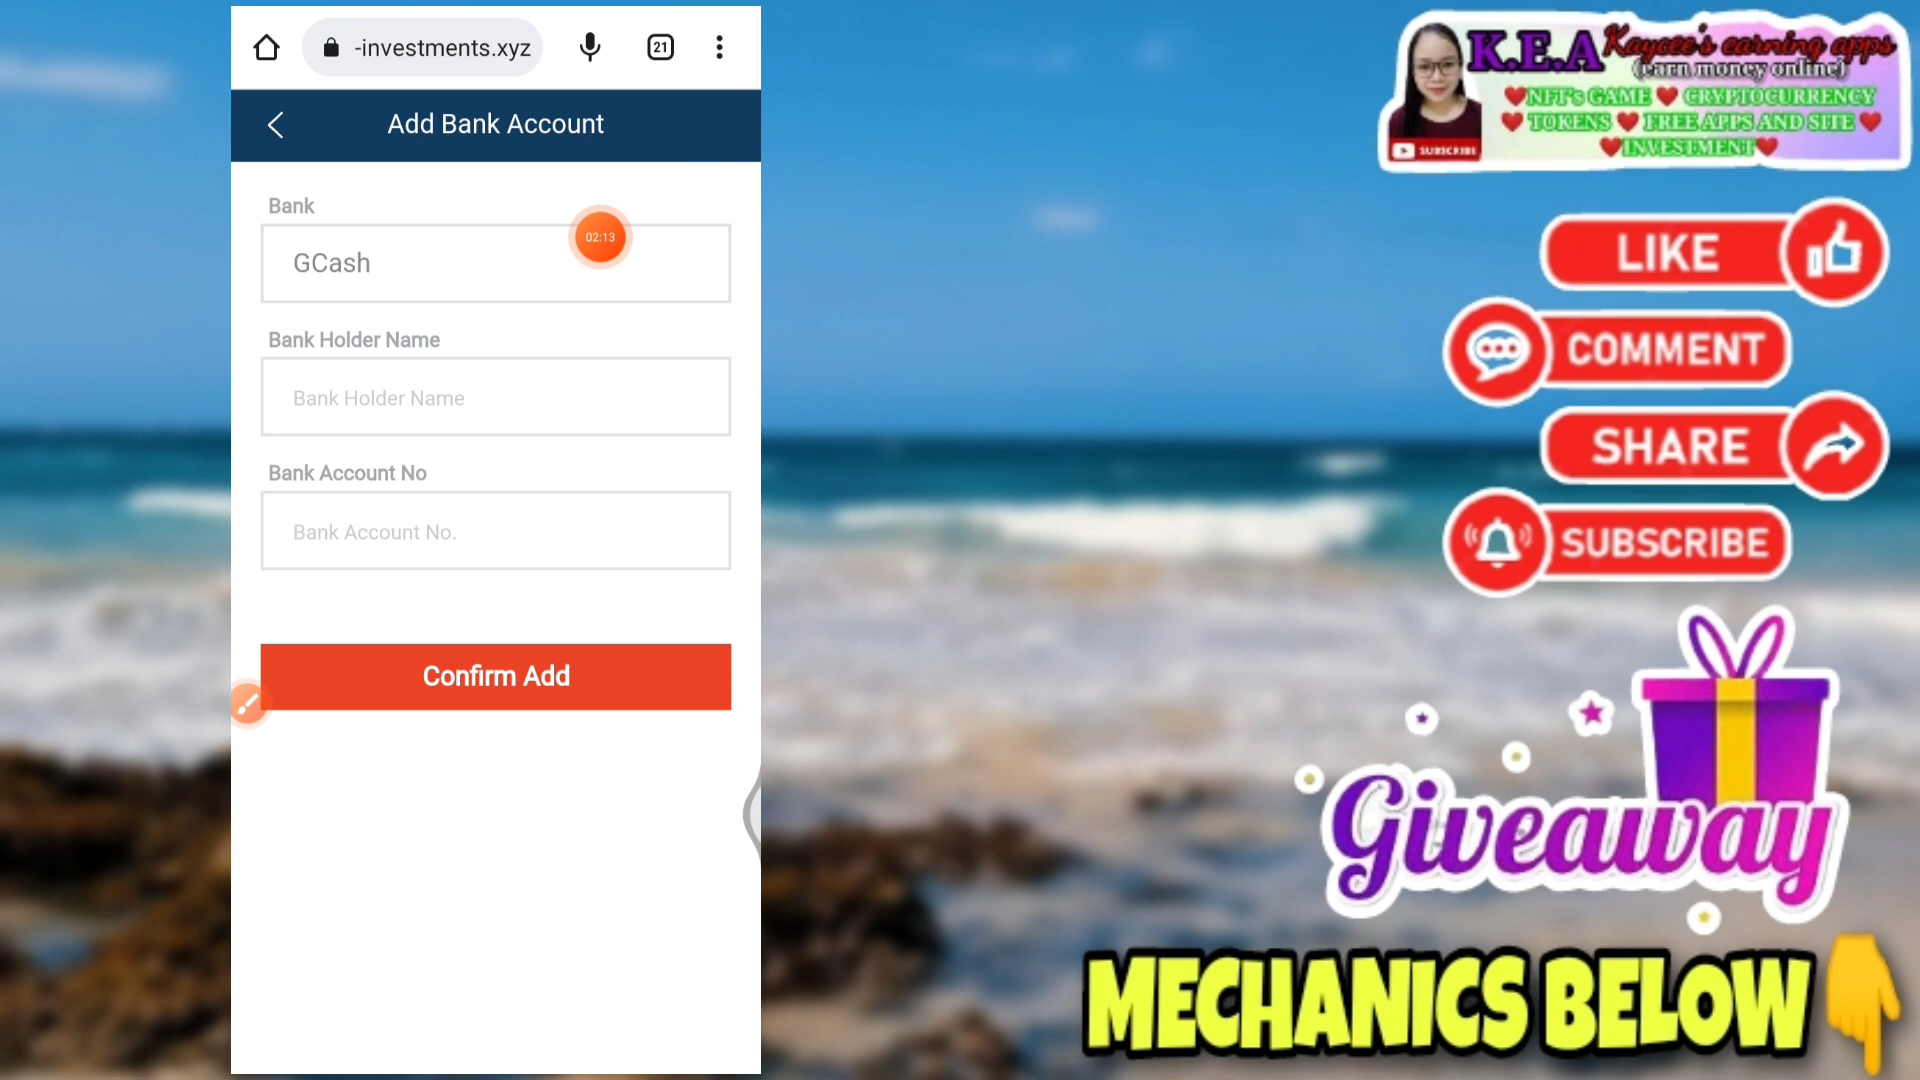 -investments.xyz
21
Add Bank Account
Bank
GCash
02:13
Bank Holder Name
Bank Holder Name
Bank Account No
Bank Account No.
Confirm Add
K.E.A Kaycee's earning apps
(earn money online)
NFT's GAME CRYPTOCURRENCY
TOKENS FREE APPS AND SITE
INVESTMENT
SUBSCRIBE
LIKE
COMMENT
SHARE
SUBSCRIBE
Giveaway
MECHANICS BELOW